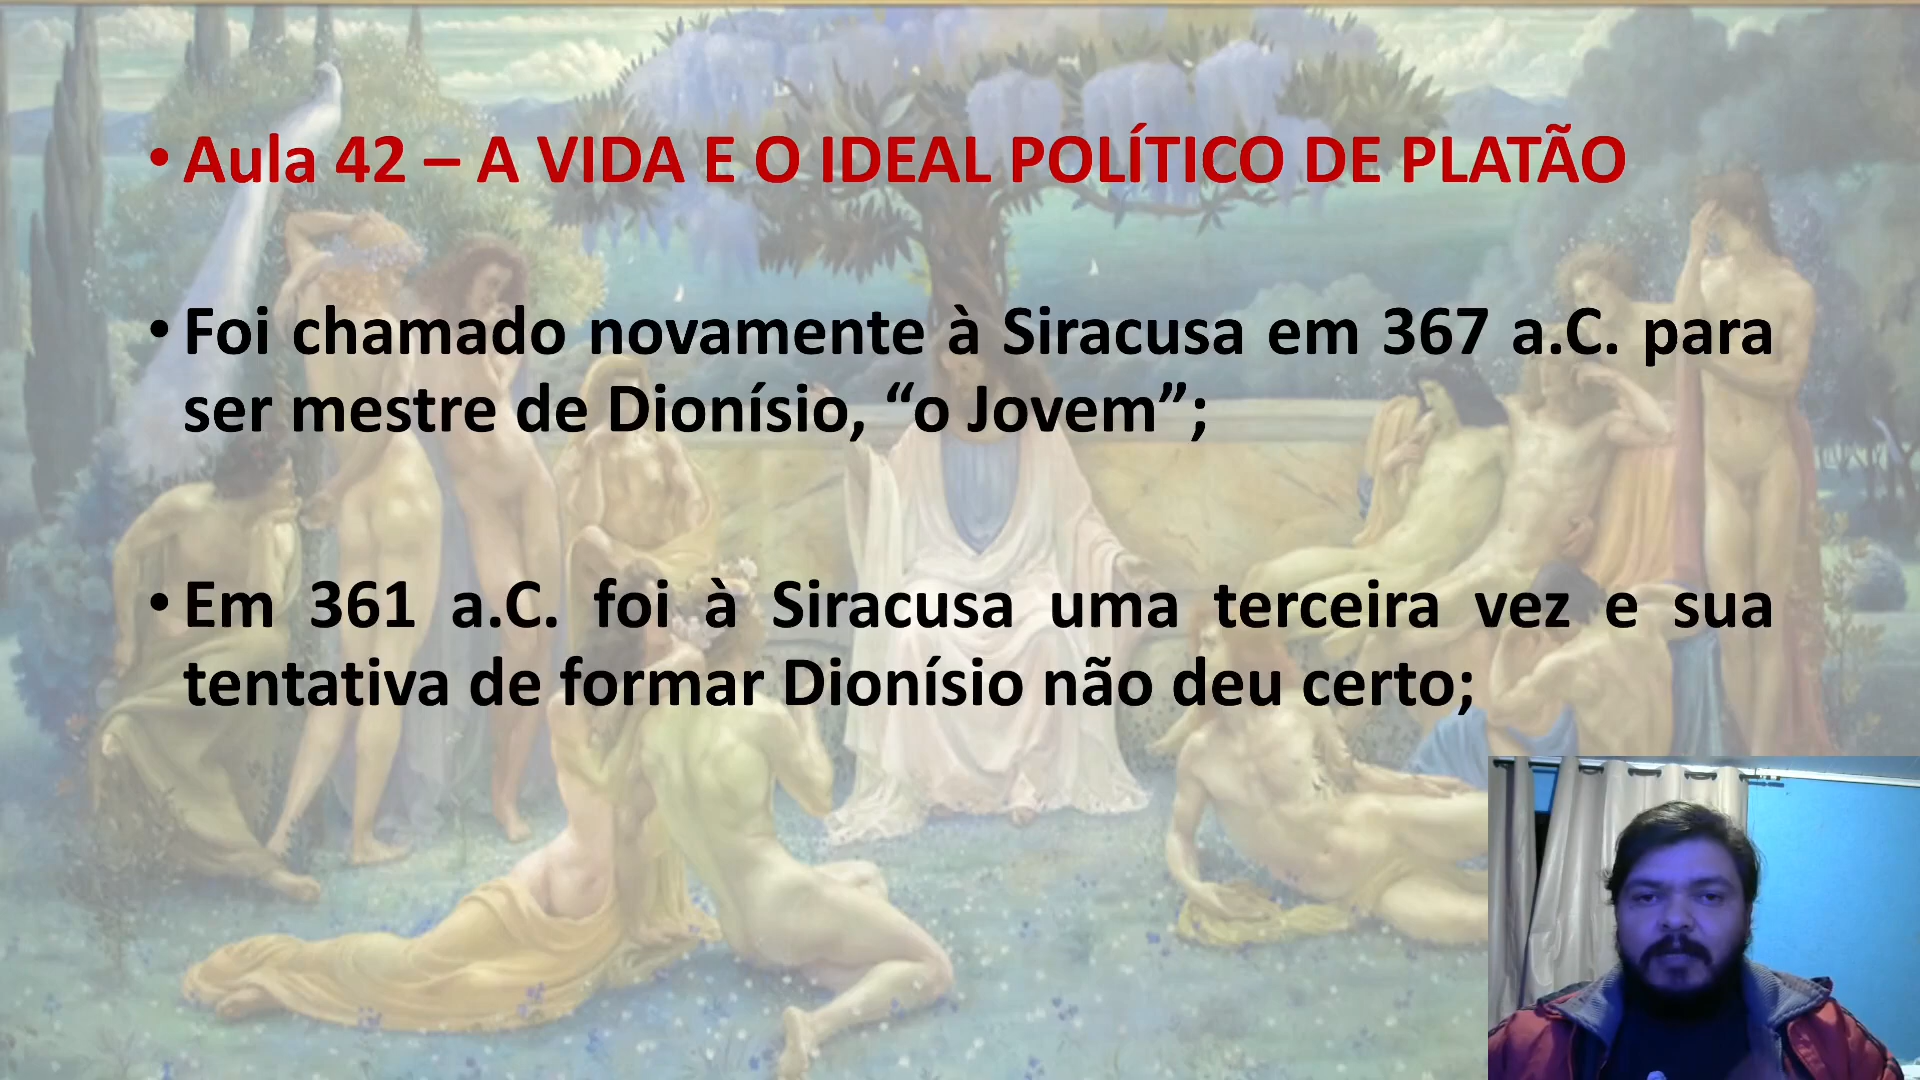 • Aula 42 – A VIDA E O IDEAL POLÍTICO DE PLATÃO
• Foi chamado novamente à Siracusa em 367 a.C. para
ser mestre de Dionísio, “o Jovem”;
• Em 361 a.C. foi à Siracusa uma terceira vez e sua
tentativa de formar Dionísio não deu certo;